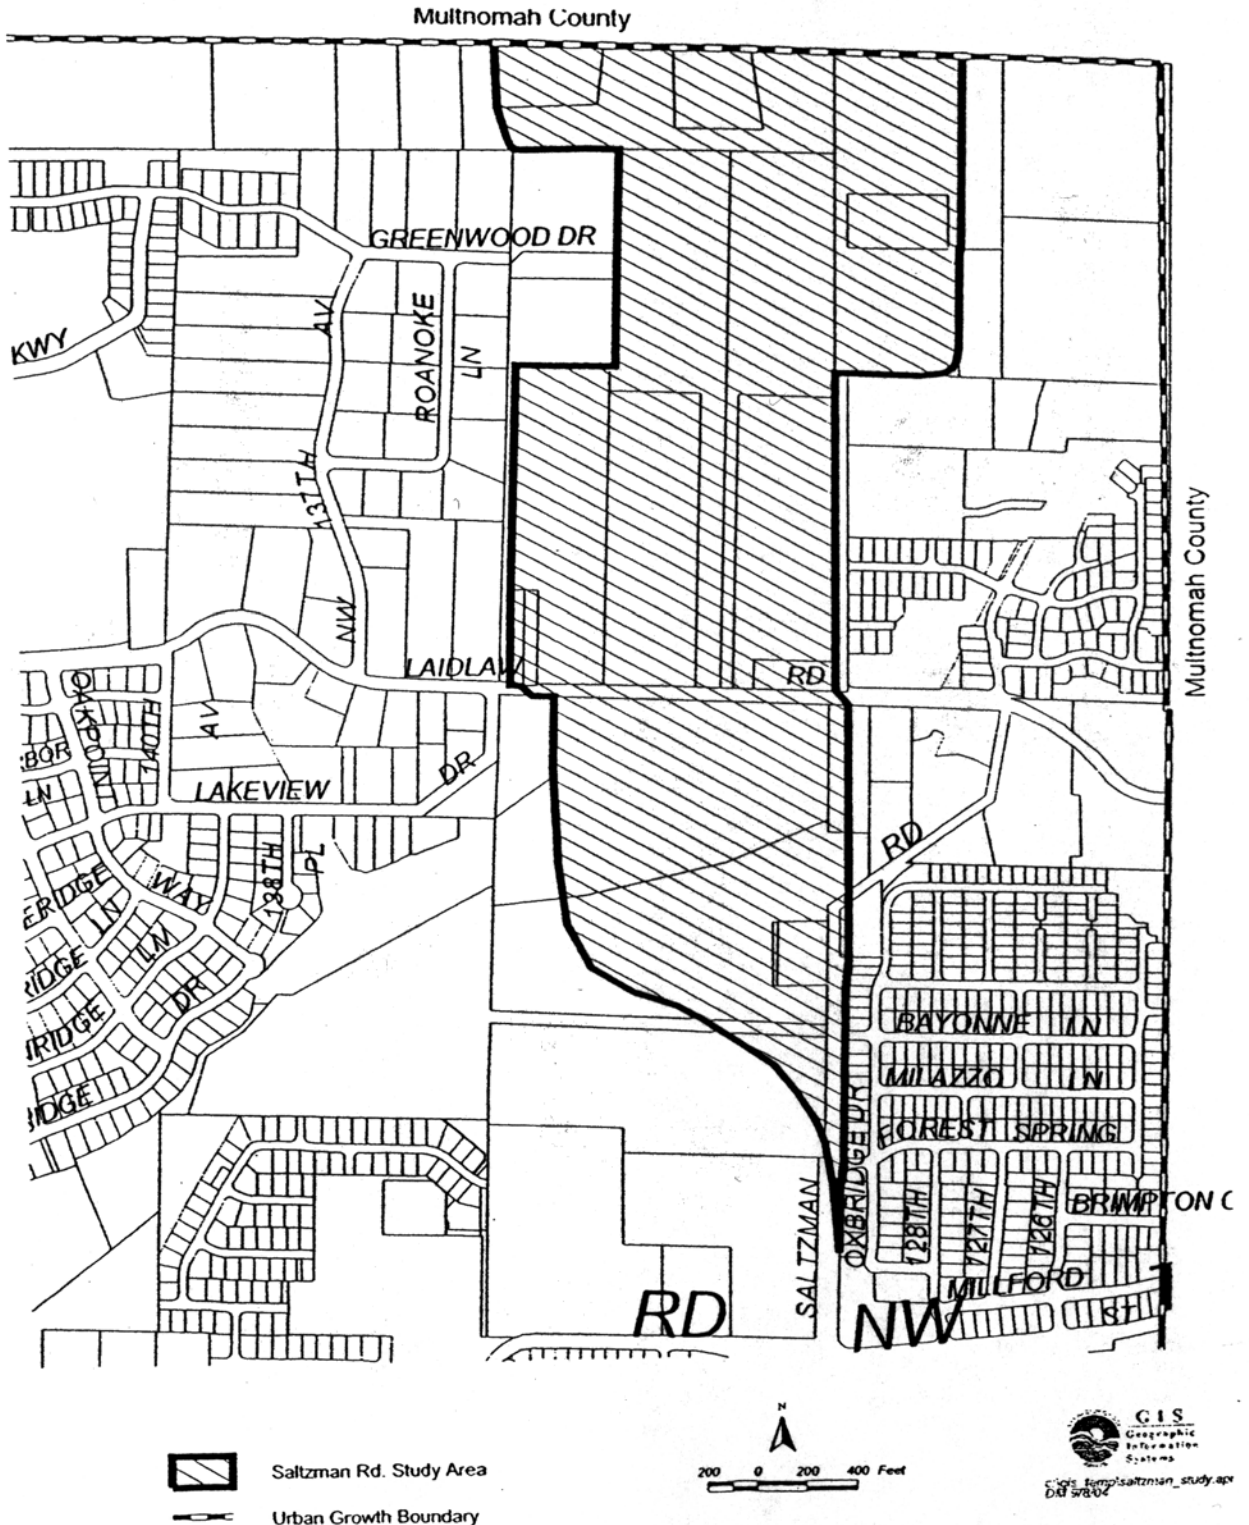 Multnomah County
GREENWOOD DR
KWY
AV
ROANOKE
LN
137TH
NW
Multnomah County
LAIDLAW
RD
140TH
AV
LN
DR
LAKEVIEW
RD
138TH
PL
WAY
LN
LN
DR
RIDGE
BAYONNE LN
MILAZZO LN
FOREST SPRING
OXBRIDGE DR
SALTZMAN
128TH
127TH
126TH
BRIMPTON C
MILLFORD
ST
RD
NW
N
200 0 200 400 Feet
GIS
Geographic
Information
Systems
Saltzman Rd. Study Area
Urban Growth Boundary